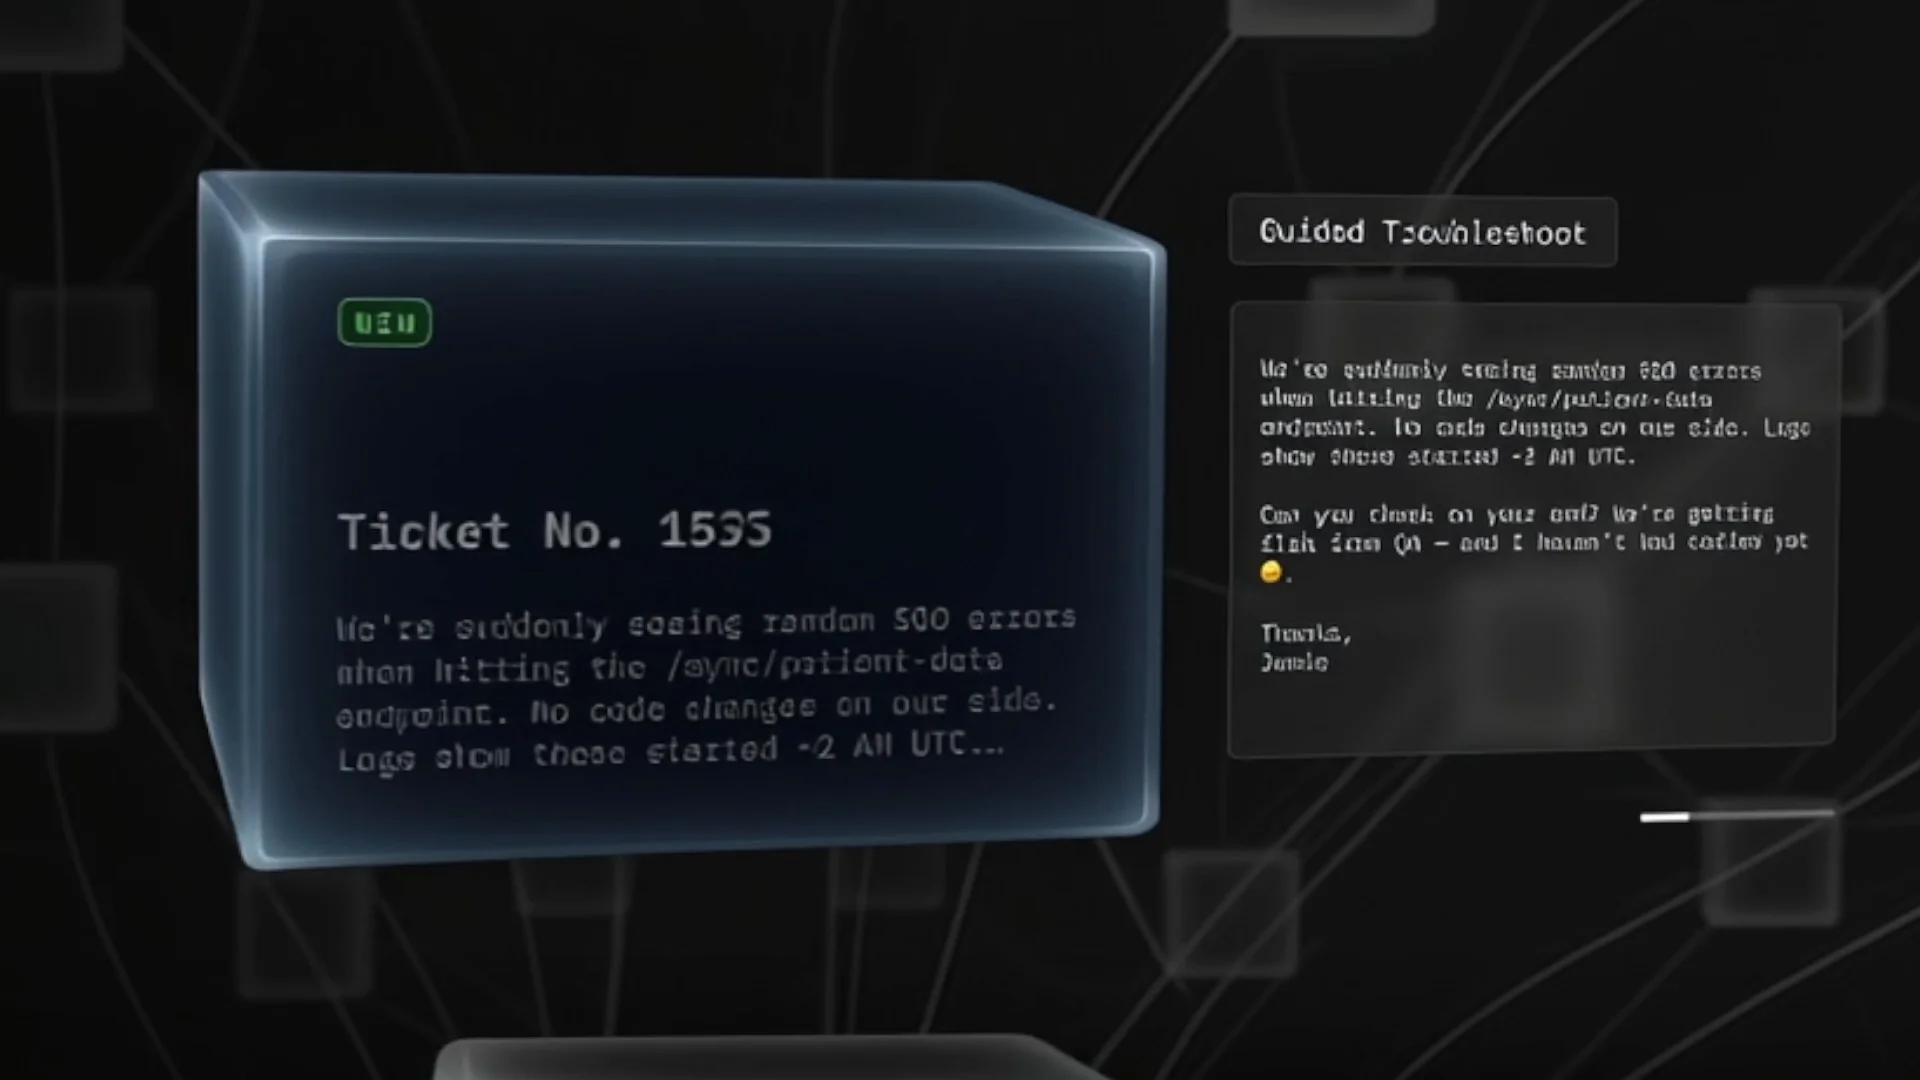 NEW
Ticket No. 1595
We're suddenly seeing random 500 errors
when hitting the /sync/patient-data
endpoint. No code changes on our side.
Logs show these started ~2 AM UTC...
Guided Troubleshoot
We're suddenly seeing random 500 errors
when hitting the /sync/patient-data
endpoint. No code changes on our side. Logs
show these started ~2 AM UTC.
Can you check on your end? We're getting
from QA — and I haven't had coffee yet
😅.
Thanks,
Jamie